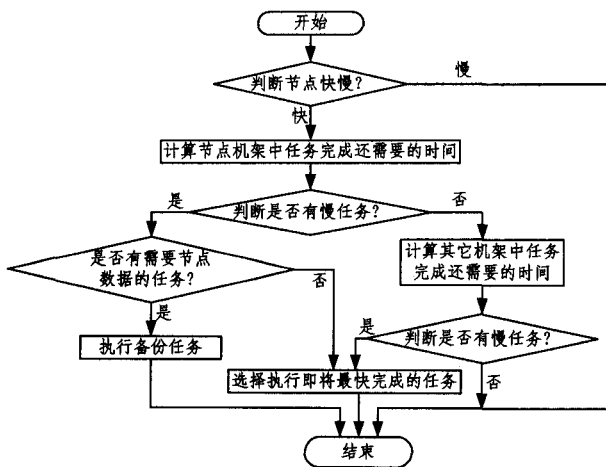 开始
判断节点快慢?
慢
快
计算节点机架中任务完成还需要的时间
是
判断是否有慢任务?
否
是否有需要节点
数据的任务?
计算其它机架中任务
完成还需要的时间
否
是
是
判断是否有慢任务?
执行备份任务
选择执行即将最快完成的任务
否
结束